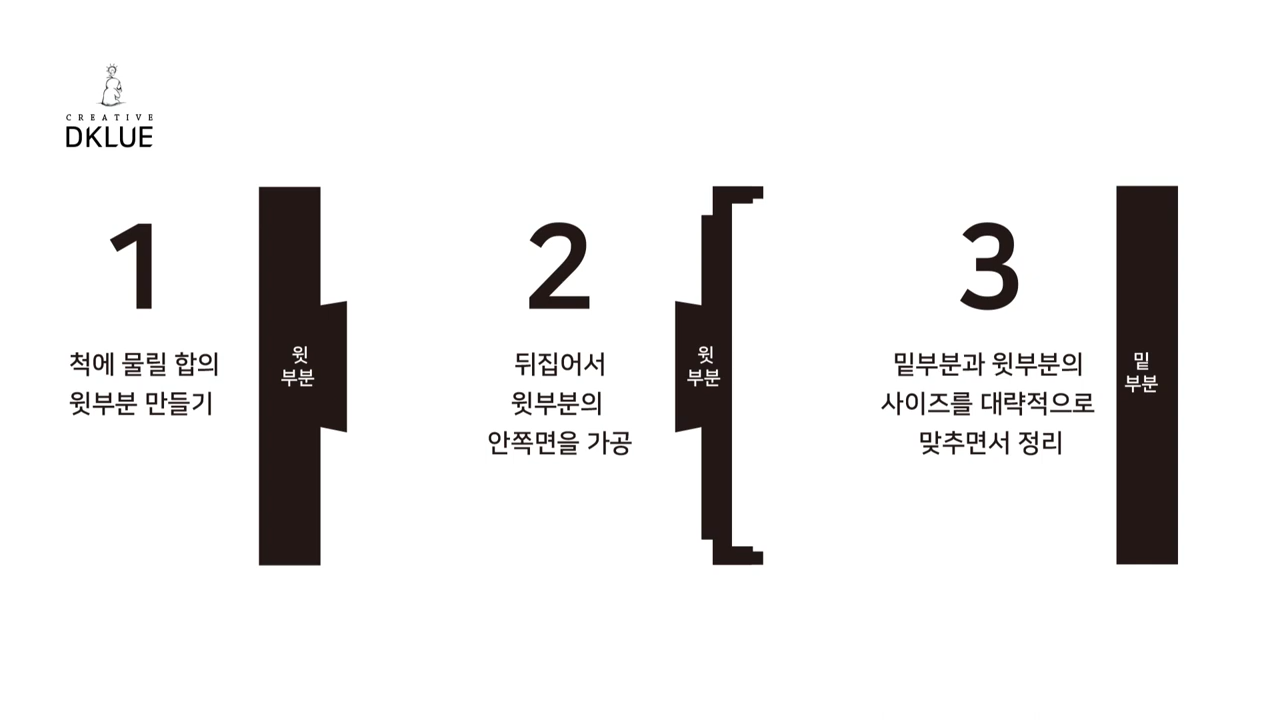 CREATIVE
DKLUE
1
척에 물릴 합의
윗부분 만들기
윗
부분
2
뒤집어서
윗부분의
안쪽면을 가공
윗
부분
3
밑부분과 윗부분의
사이즈를 대략적으로
맞추면서 정리
밑
부분